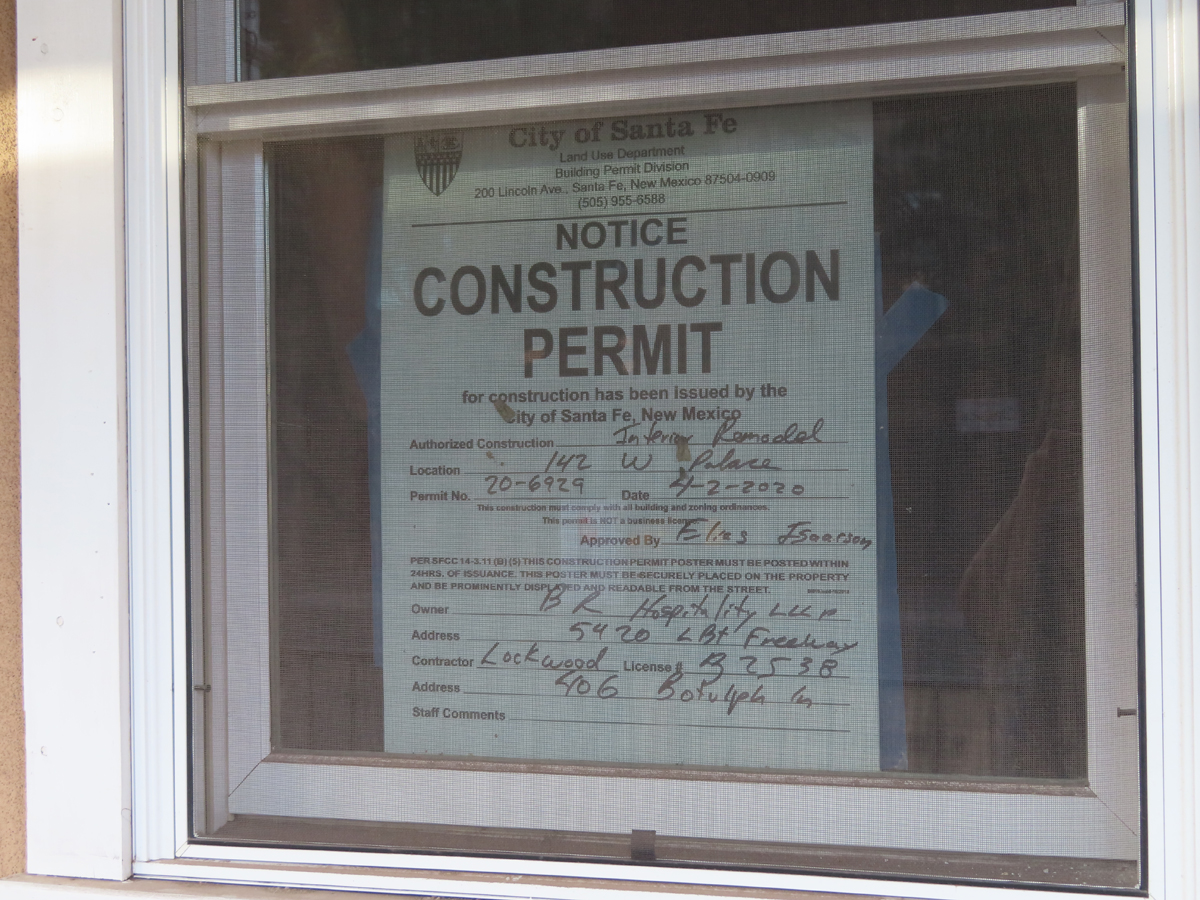 City of Santa Fe
Land Use Department
Building Permit Division
200 Lincoln Ave., Santa Fe, New Mexico 87504-0909
(505) 955-6588
NOTICE
CONSTRUCTION
PERMIT
for construction has been issued by the
City of Santa Fe, New Mexico
Authorized Construction Interior Remodel
Location 142 W Palace
Permit No. 20-6929 Date 4-2-2020
This construction must comply with all building and zoning ordinances.
This permit is NOT a business license
Approved By Elias Isaacson
PER SFCC 14-3.11 (B) (5) THIS CONSTRUCTION PERMIT POSTER MUST BE POSTED WITHIN
24HRS. OF ISSUANCE. THIS POSTER MUST BE SECURELY PLACED ON THE PROPERTY
AND BE PROMINENTLY DISPLAYED AND READABLE FROM THE STREET.
Owner BR Hospitality LLP
Address 5420 LBJ Freeway
Contractor Lockwood License# B2538
Address 406 Botulph Ln
Staff Comments